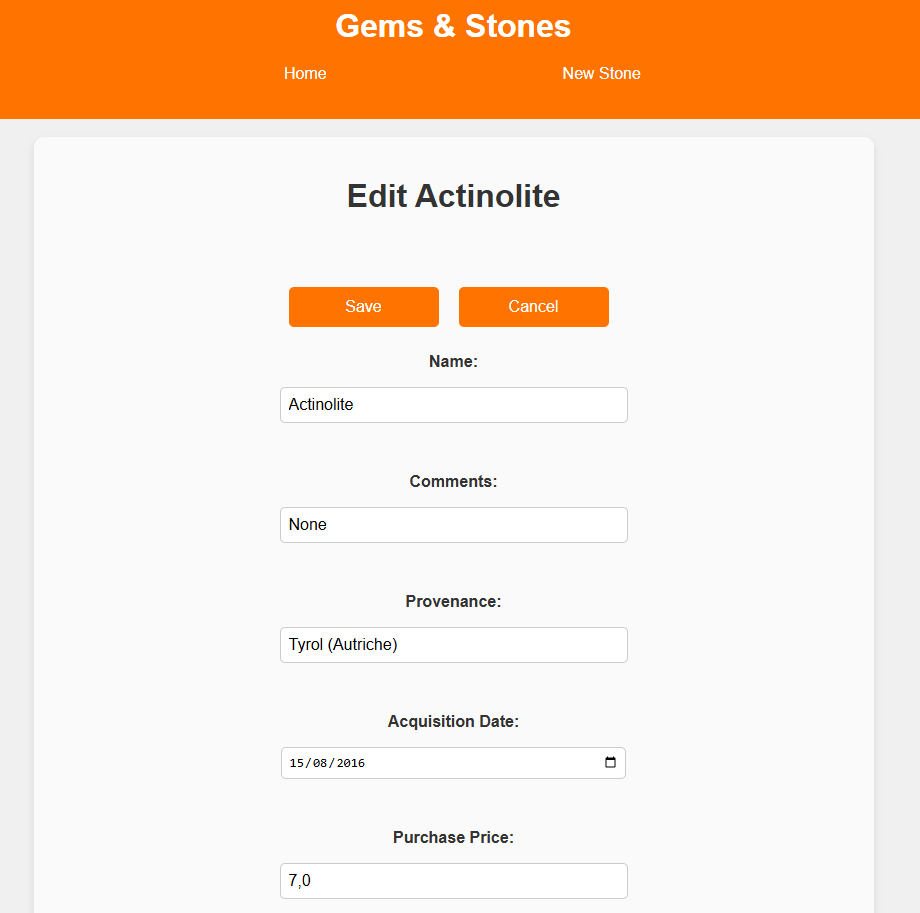 Gems & Stones
Home New Stone
Edit Actinolite
Save Cancel
Name:
Actinolite
Comments:
None
Provenance:
Tyrol (Autriche)
Acquisition Date:
15/08/2016
Purchase Price:
7,0